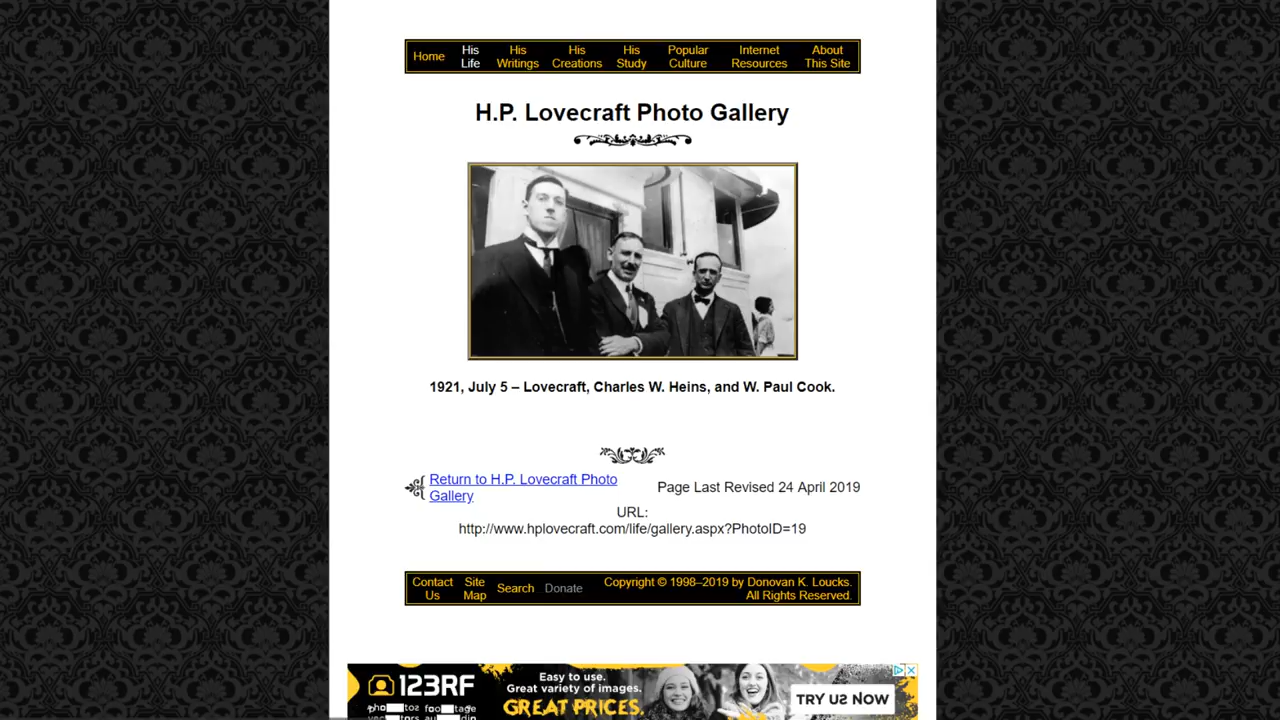 Home
His
Life
His
Writings
His
Creations
His
Study
Popular
Culture
Internet
Resources
About
This Site
H.P. Lovecraft Photo Gallery
1921, July 5 – Lovecraft, Charles W. Heins, and W. Paul Cook.
Return to H.P. Lovecraft Photo
Gallery
Page Last Revised 24 April 2019
URL:
http://www.hplovecraft.com/life/gallery.aspx?PhotoID=19
Contact
Us
Site
Map
Search
Donate
Copyright © 1998–2019 by Donovan K. Loucks.
All Rights Reserved.
123RF
Easy to use.
Great variety of images.
GREAT PRICES.
TRY US NOW